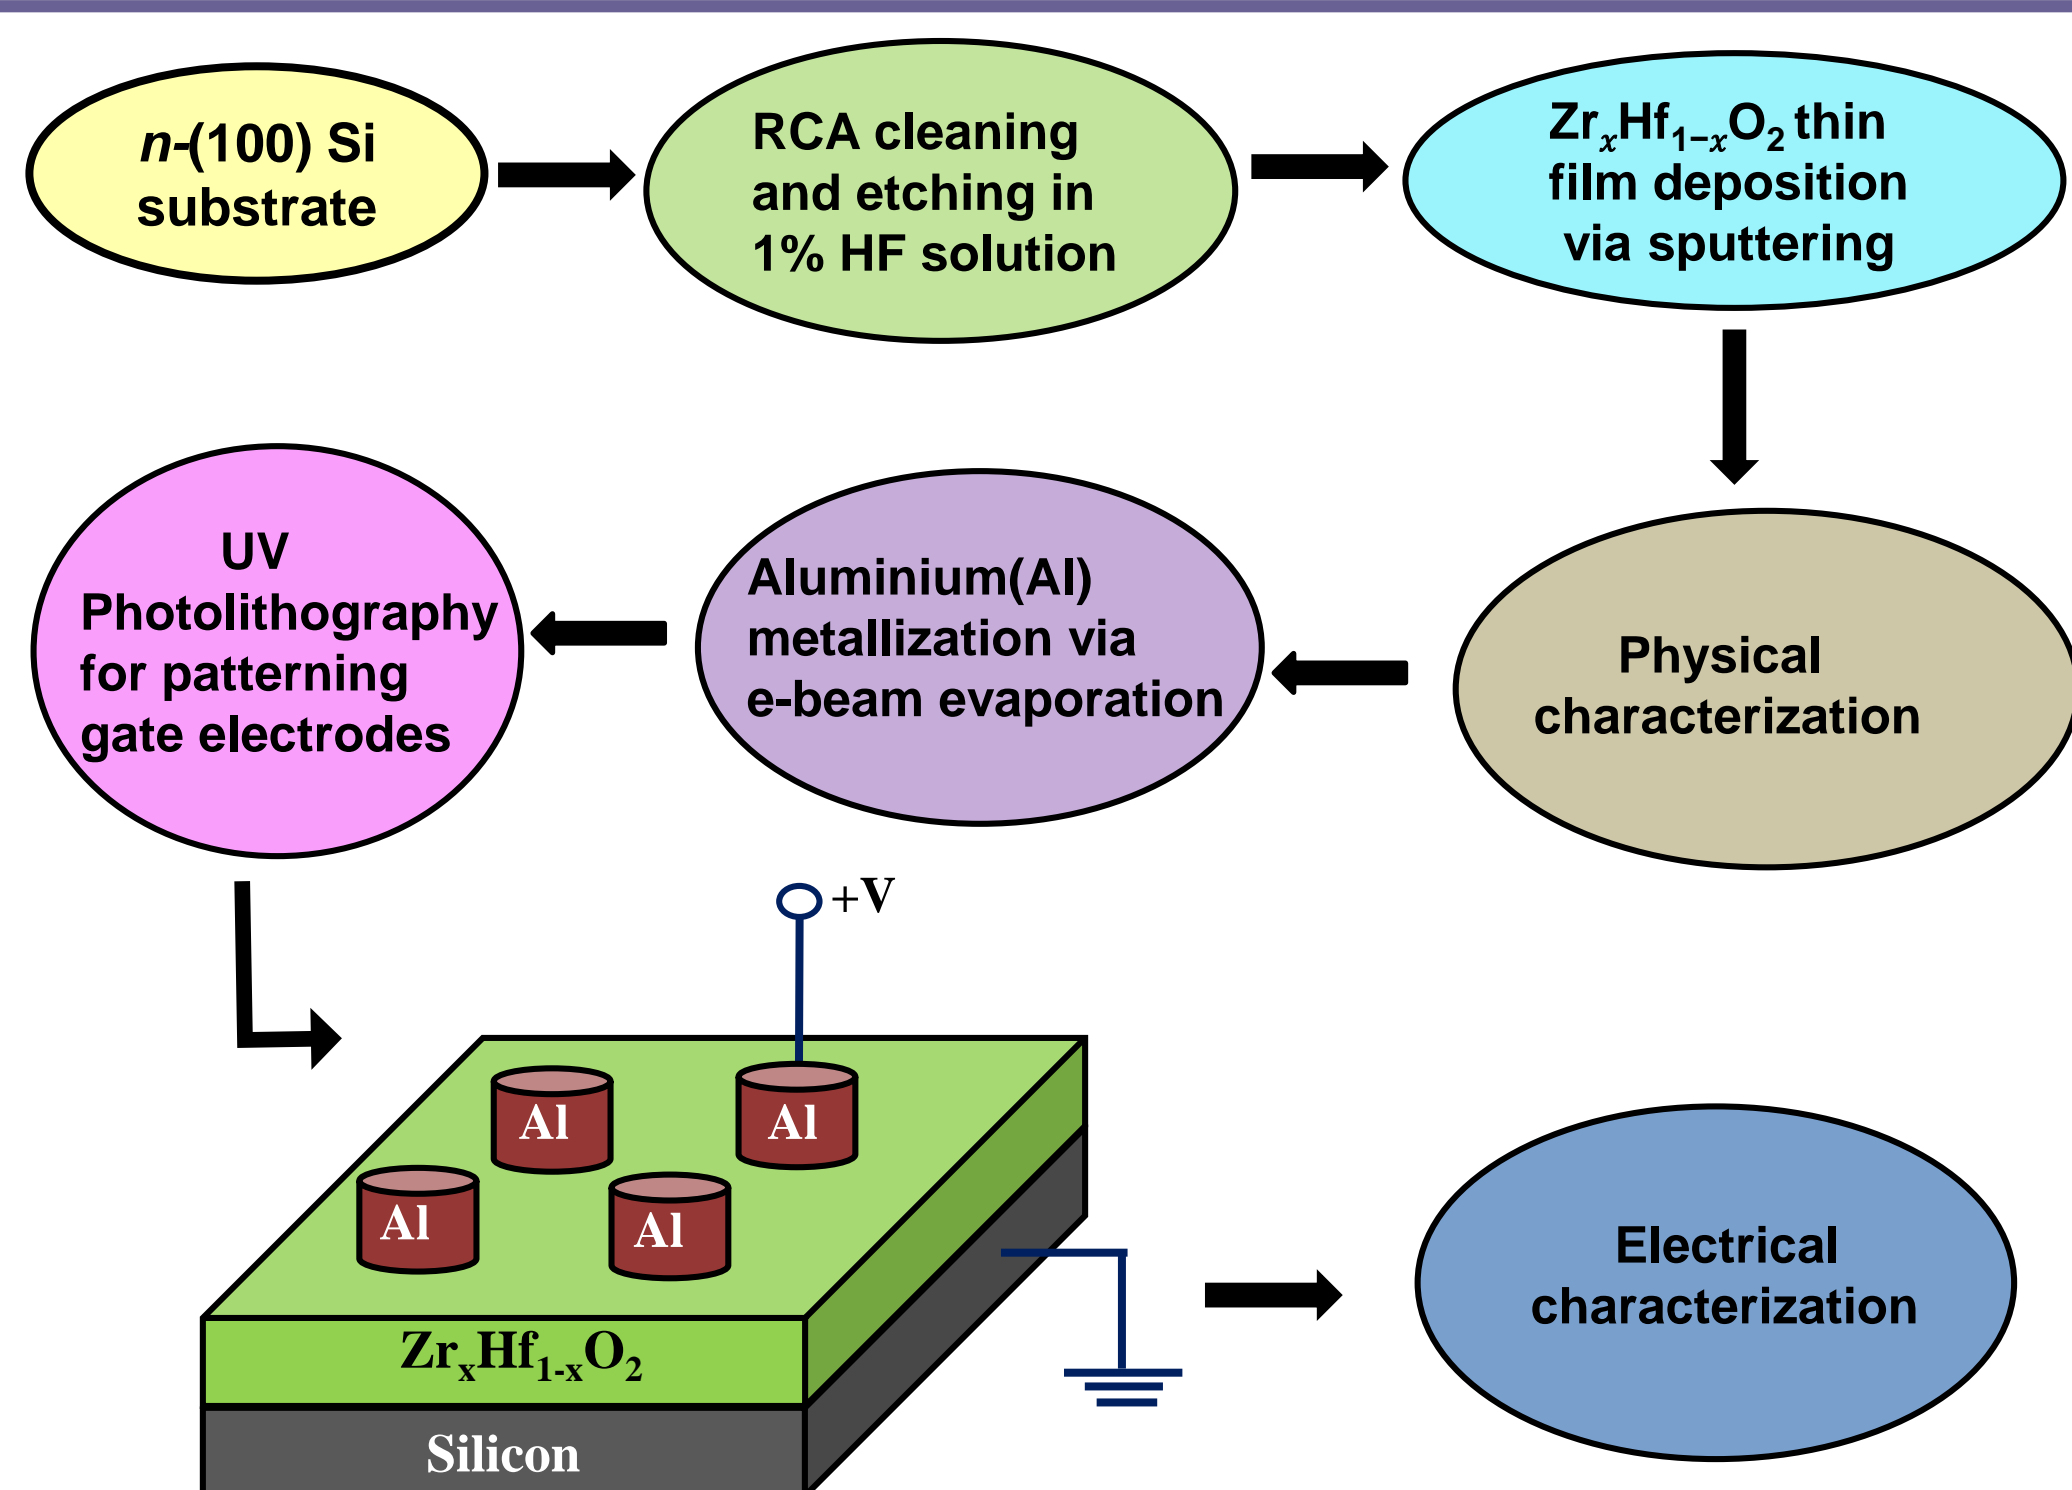 n-(100) Si
substrate
RCA cleaning
and etching in
1% HF solution
ZrₓHf₁₋ₓO₂ thin
film deposition
via sputtering
UV
Photolithography
for patterning
gate electrodes
Aluminium(Al)
metallization via
e-beam evaporation
Physical
characterization
+V
Al
Al
Al
Al
ZrₓHf₁₋ₓO₂
Silicon
Electrical
characterization